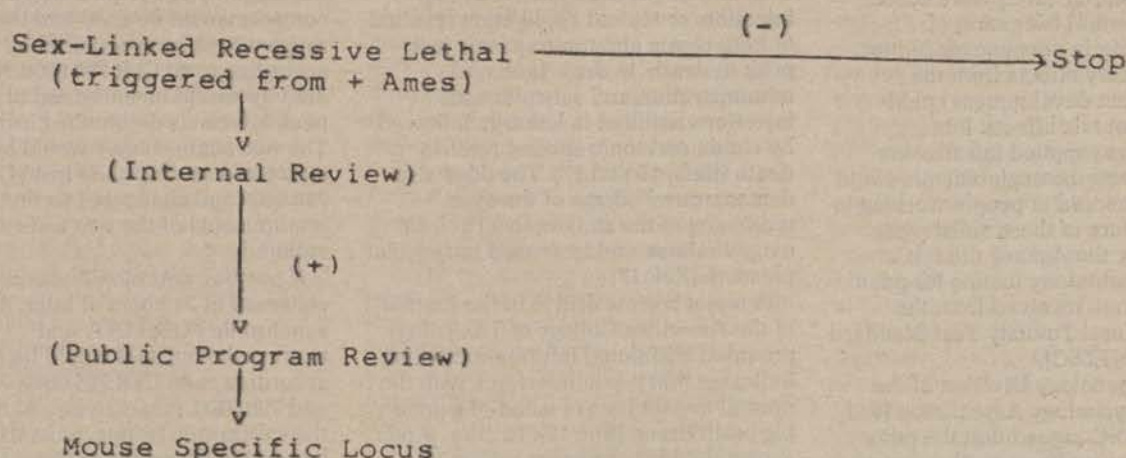 (-)
Sex-Linked Recessive Lethal Stop
(triggered from + Ames)
(Internal Review)
(+)
(Public Program Review)
Mouse Specific Locus